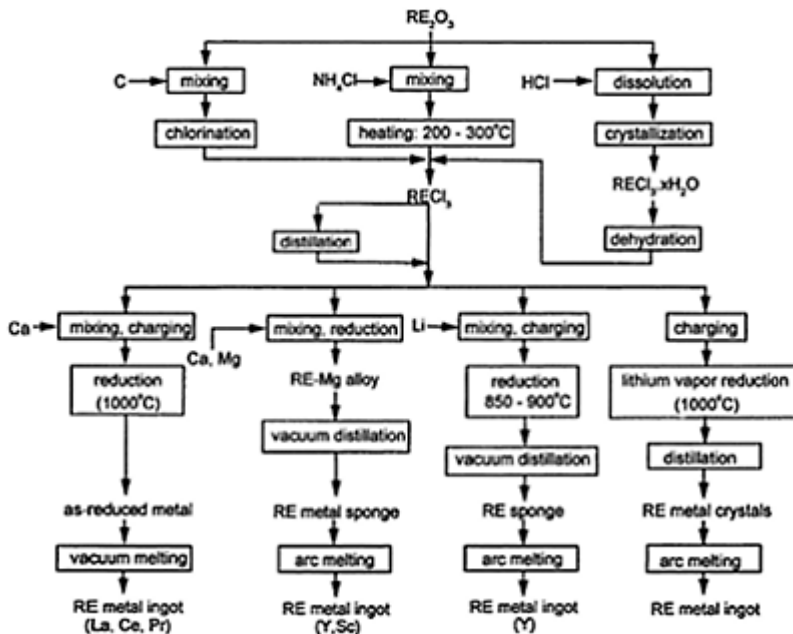 RE₂O₃
C
mixing
NH₄Cl
mixing
HCl
dissolution
chlorination
heating: 200 - 300°C
crystallization
RECl₃
RECl₃.xH₂O
distillation
dehydration
Ca
mixing, charging
Ca, Mg
mixing, reduction
Li
mixing, charging
charging
reduction
(1000°C)
RE-Mg alloy
reduction
850 - 900°C
lithium vapor reduction
(1000°C)
vacuum distillation
vacuum distillation
distillation
as-reduced metal
RE metal sponge
RE sponge
RE metal crystals
vacuum melting
arc melting
arc melting
arc melting
RE metal ingot
(La, Ce, Pr)
RE metal ingot
(Y,Sc)
RE metal ingot
(Y)
RE metal ingot